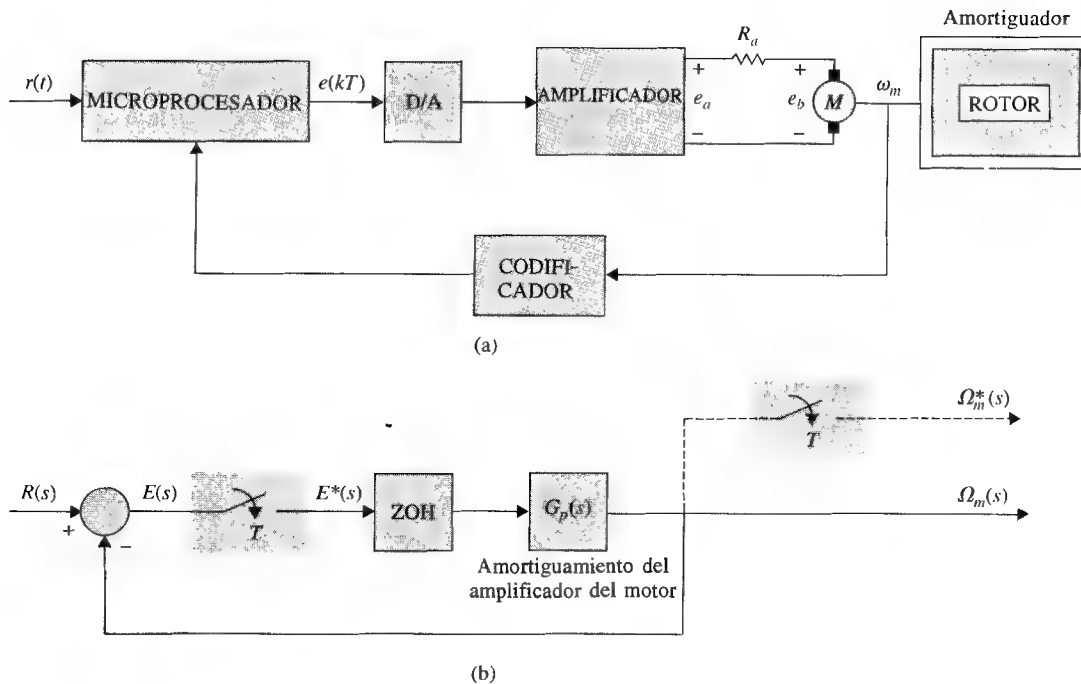 Amortiguador
r(t)
MICROPROCESADOR
e(kT)
D/A
AMPLIFICADOR
R_a
+
+
e_a
e_b
M
ω_m
−
−
ROTOR
CODIFI-
CADOR
(a)
Ω*_m(s)
T
R(s)
E(s)
E*(s)
ZOH
G_p(s)
Ω_m(s)
+
−
T
Amortiguamiento del
amplificador del motor
(b)